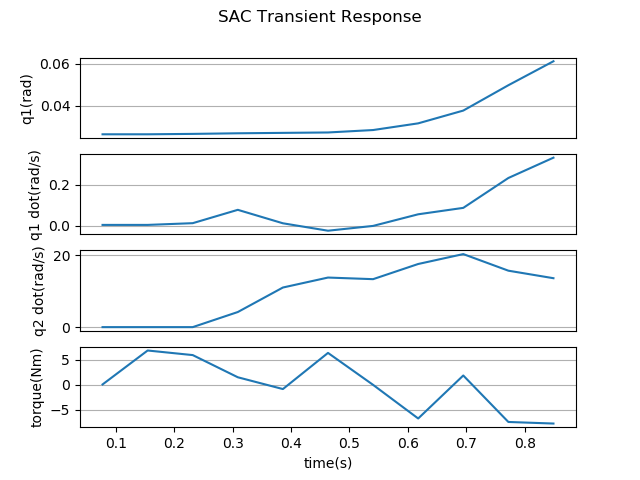 SAC Transient Response
0.06
0.04
q1(rad)
0.2
0.0
q1 dot(rad/s)
20
0
q2 dot(rad/s)
5
0
−5
torque(Nm)
0.1 0.2 0.3 0.4 0.5 0.6 0.7 0.8
time(s)